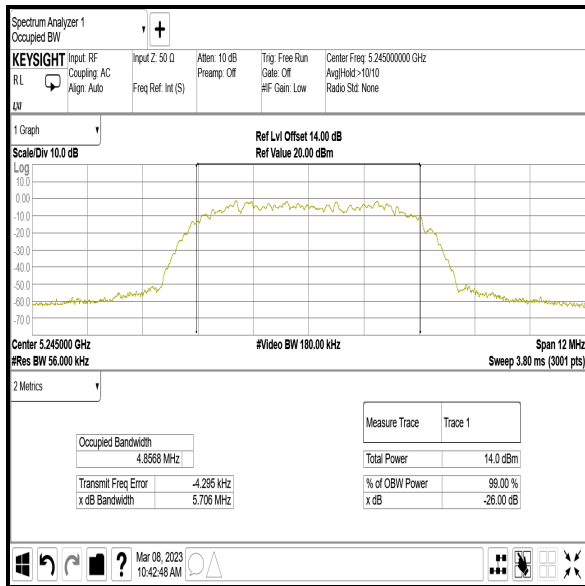 Spectrum Analyzer 1
Occupied BW
KEYSIGHT
R L
LXI
Input: RF
Coupling: AC
Align: Auto
Input Z: 50 Ω
Freq Ref: Int (S)
Atten: 10 dB
Preamp: Off
Trig: Free Run
Gate: Off
#IF Gain: Low
Center Freq: 5.245000000 GHz
Avg|Hold:>10/10
Radio Std: None
1 Graph
Scale/Div 10.0 dB
Ref Lvl Offset 14.00 dB
Ref Value 20.00 dBm
Log
10.0
0.00
-10.0
-20.0
-30.0
-40.0
-50.0
-60.0
-70.0
Center 5.245000 GHz
#Res BW 56.000 kHz
#Video BW 180.00 kHz
Span 12 MHz
Sweep 3.80 ms (3001 pts)
2 Metrics
Occupied Bandwidth
4.8568 MHz
Transmit Freq Error -4.295 kHz
x dB Bandwidth 5.706 MHz
Measure Trace Trace 1
Total Power 14.0 dBm
% of OBW Power 99.00 %
x dB -26.00 dB
?
Mar 08, 2023
10:42:48 AM